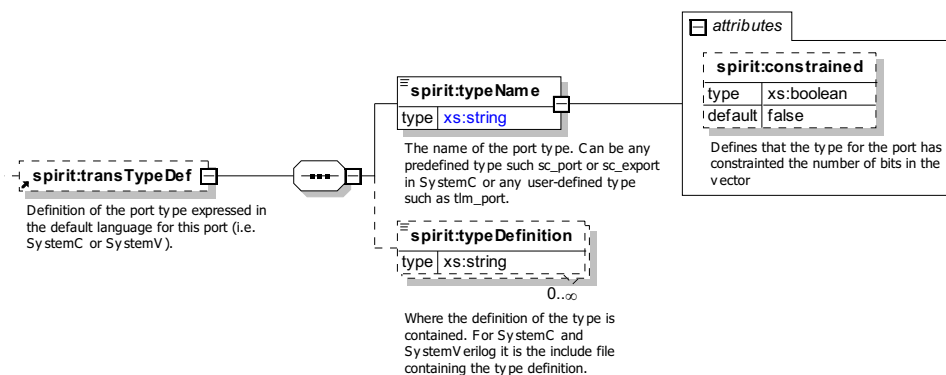 attributes
spirit:constrained
type xs:boolean
default false
Defines that the type for the port has
constrainted the number of bits in the
vector
spirit:typeName
type xs:string
The name of the port type. Can be any
predefined type such sc_port or sc_export
in SystemC or any user-defined type
such as tlm_port.
spirit:transTypeDef
Definition of the port type expressed in
the default language for this port (i.e.
SystemC or SystemV).
spirit:typeDefinition
type xs:string
0..∞
Where the definition of the type is
contained. For SystemC and
SystemVerilog it is the include file
containing the type definition.